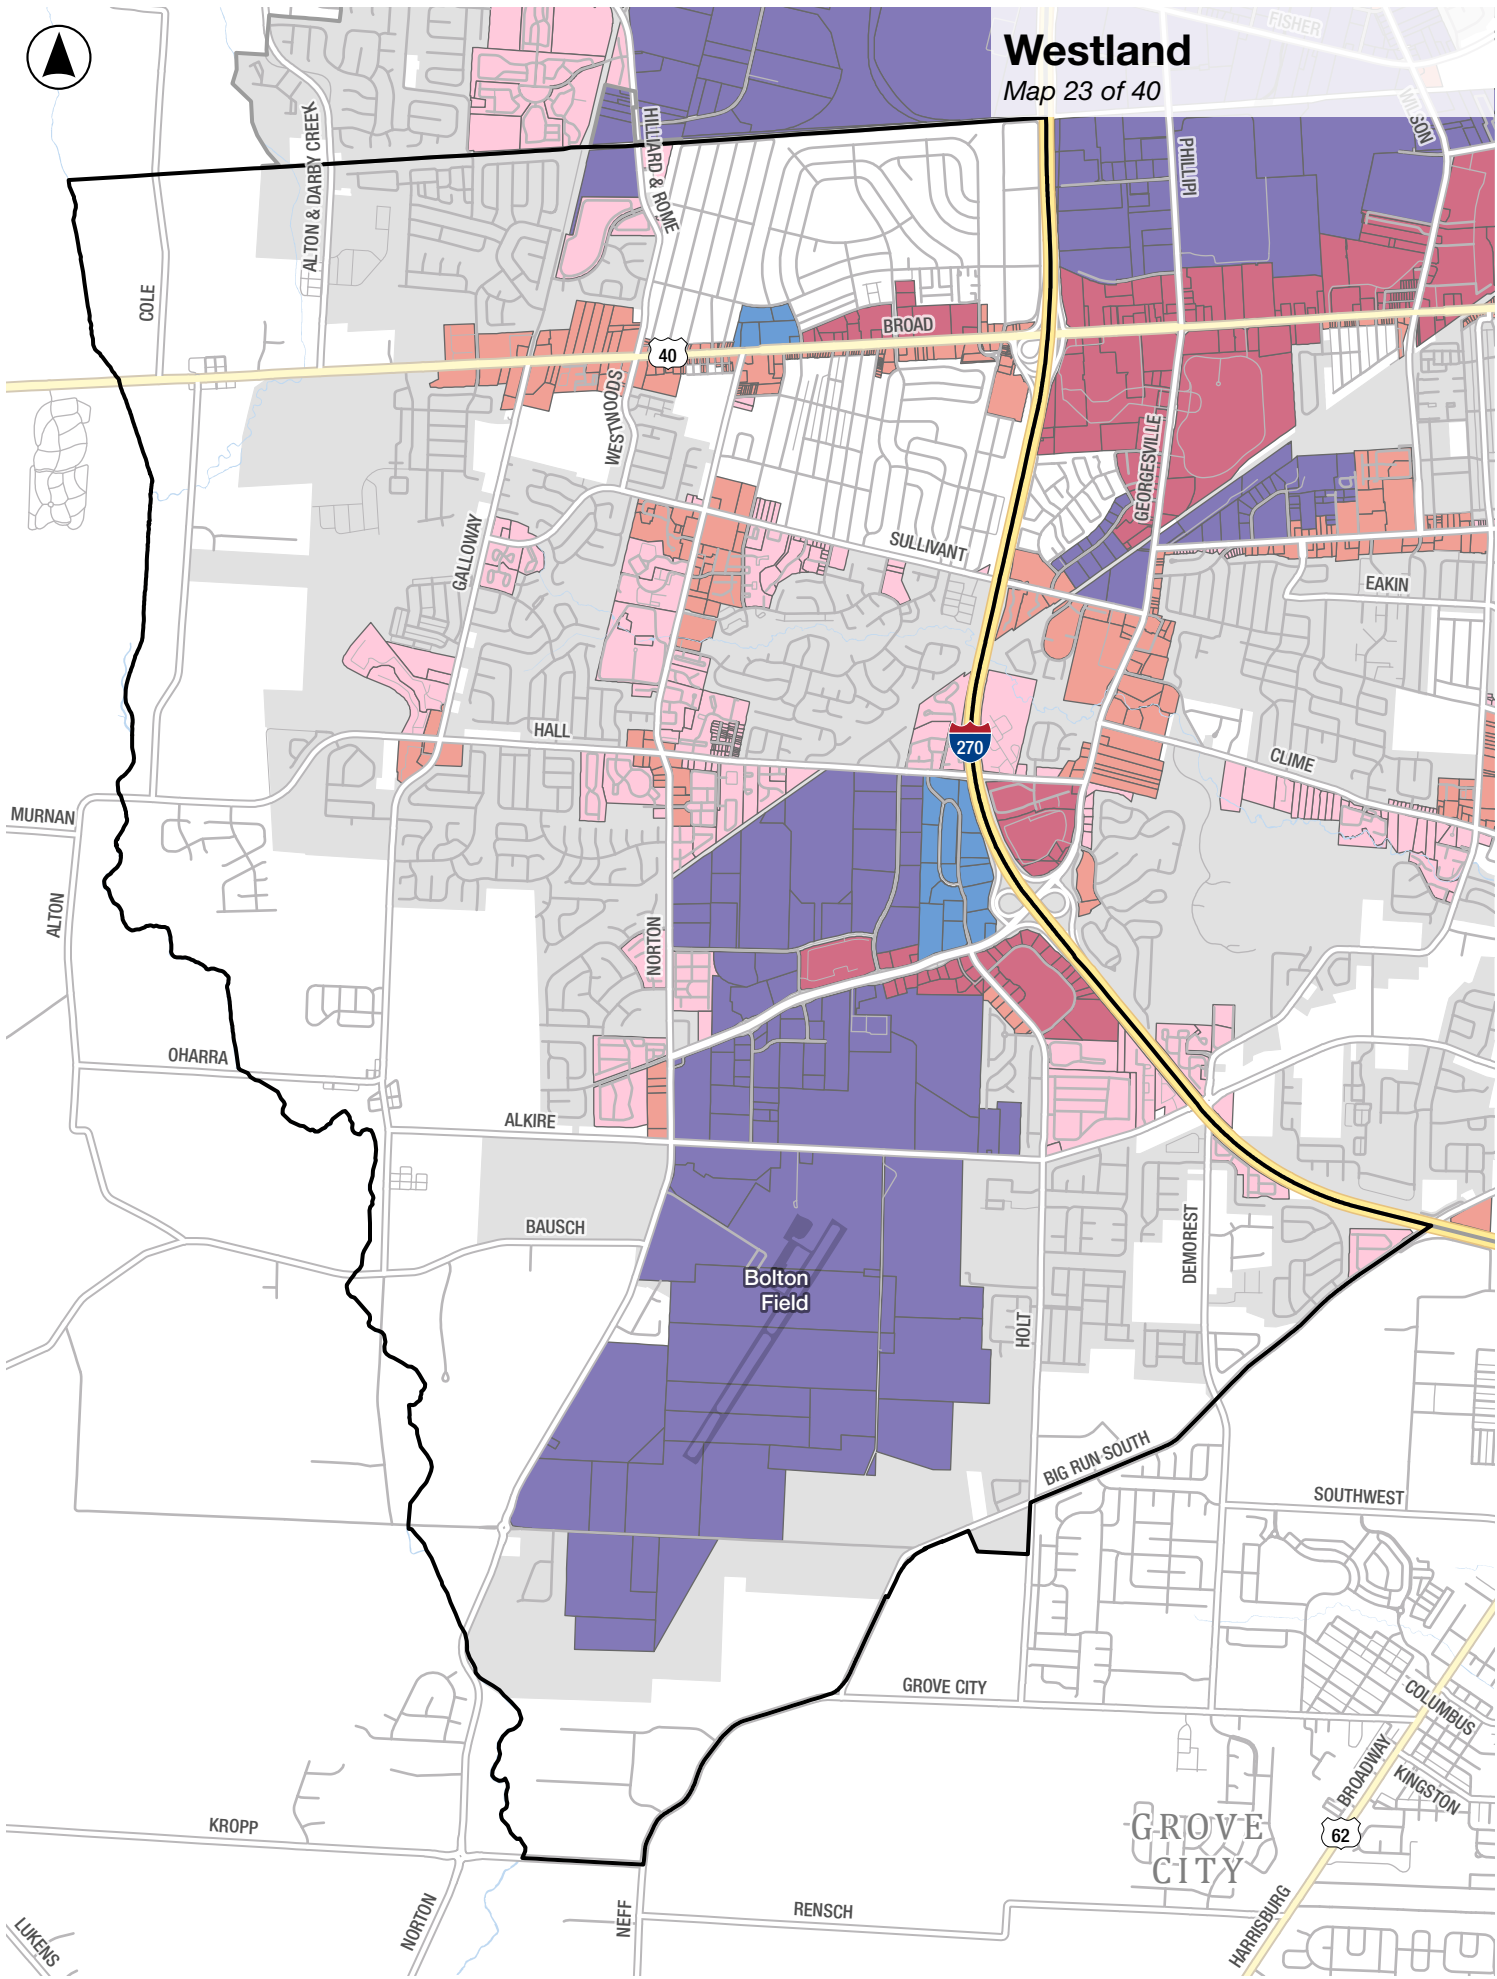 Westland
Map 23 of 40
FISHER
WILSON
PHILLIPI
HILLIARD & ROME
ALTON & DARBY CREEK
COLE
BROAD
40
WESTWOODS
GEORGESVILLE
GALLOWAY
SULLIVANT
EAKIN
HALL
270
CLIME
MURNAN
ALTON
NORTON
OHARRA
ALKIRE
BAUSCH
DEMOREST
Bolton
Field
HOLT
BIG RUN SOUTH
SOUTHWEST
GROVE CITY
COLUMBUS
BROADWAY
KINGSTON
KROPP
GROVE
CITY
62
NORTON
NEFF
RENSCH
HARRISBURG
LUKENS